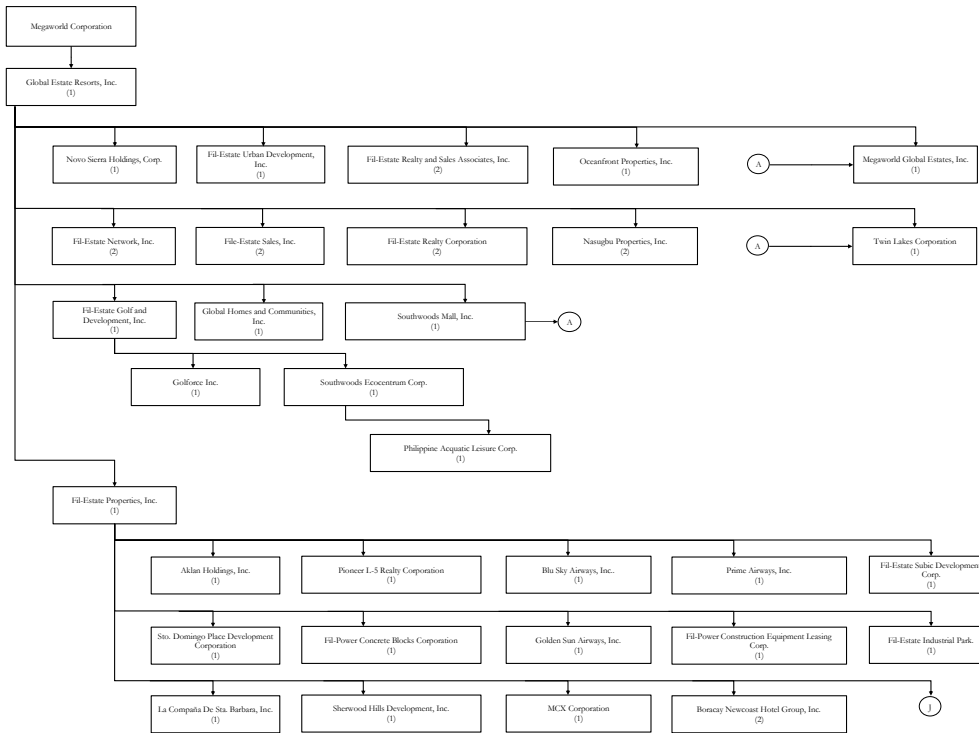 Megaworld Corporation
Global Estate Resorts, Inc.
(1)
Novo Sierra Holdings, Corp.
(1)
Fil-Estate Urban Development,
Inc.
(1)
Fil-Estate Realty and Sales Associates, Inc.
(2)
Oceanfront Properties, Inc.
(1)
A
Megaworld Global Estates, Inc.
(1)
Fil-Estate Network, Inc.
(2)
File-Estate Sales, Inc.
(2)
Fil-Estate Realty Corporation
(2)
Nasugbu Properties, Inc.
(2)
A
Twin Lakes Corporation
(1)
Fil-Estate Golf and
Development, Inc.
(1)
Global Homes and Communities,
Inc.
(1)
Southwoods Mall, Inc.
(1)
A
Golforce Inc.
(1)
Southwoods Ecocentrum Corp.
(1)
Philippine Acquatic Leisure Corp.
(1)
Fil-Estate Properties, Inc.
(1)
Aklan Holdings, Inc.
(1)
Pioneer L-5 Realty Corporation
(1)
Blu Sky Airways, Inc..
(1)
Prime Airways, Inc.
(1)
Fil-Estate Subic Development
Corp.
(1)
Sto. Domingo Place Development
Corporation
(1)
Fil-Power Concrete Blocks Corporation
(1)
Golden Sun Airways, Inc.
(1)
Fil-Power Construction Equipment Leasing
Corp.
(1)
Fil-Estate Industrial Park.
(1)
La Compaña De Sta. Barbara, Inc.
(1)
Sherwood Hills Development, Inc.
(1)
MCX Corporation
(1)
Boracay Newcoast Hotel Group, Inc.
(2)
J